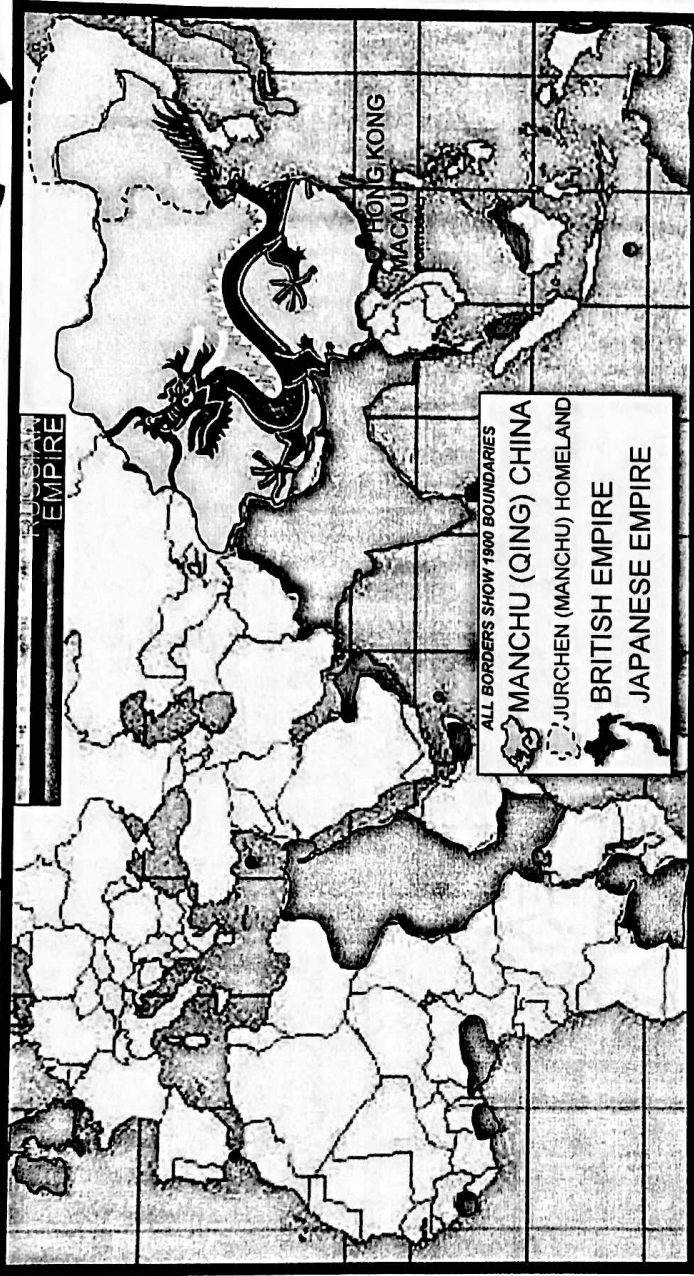 RUSSIAN
EMPIRE
HONG KONG
MACAU
ALL BORDERS SHOW 1900 BOUNDARIES
MANCHU (QING) CHINA
JURCHEN (MANCHU) HOMELAND
BRITISH EMPIRE
JAPANESE EMPIRE